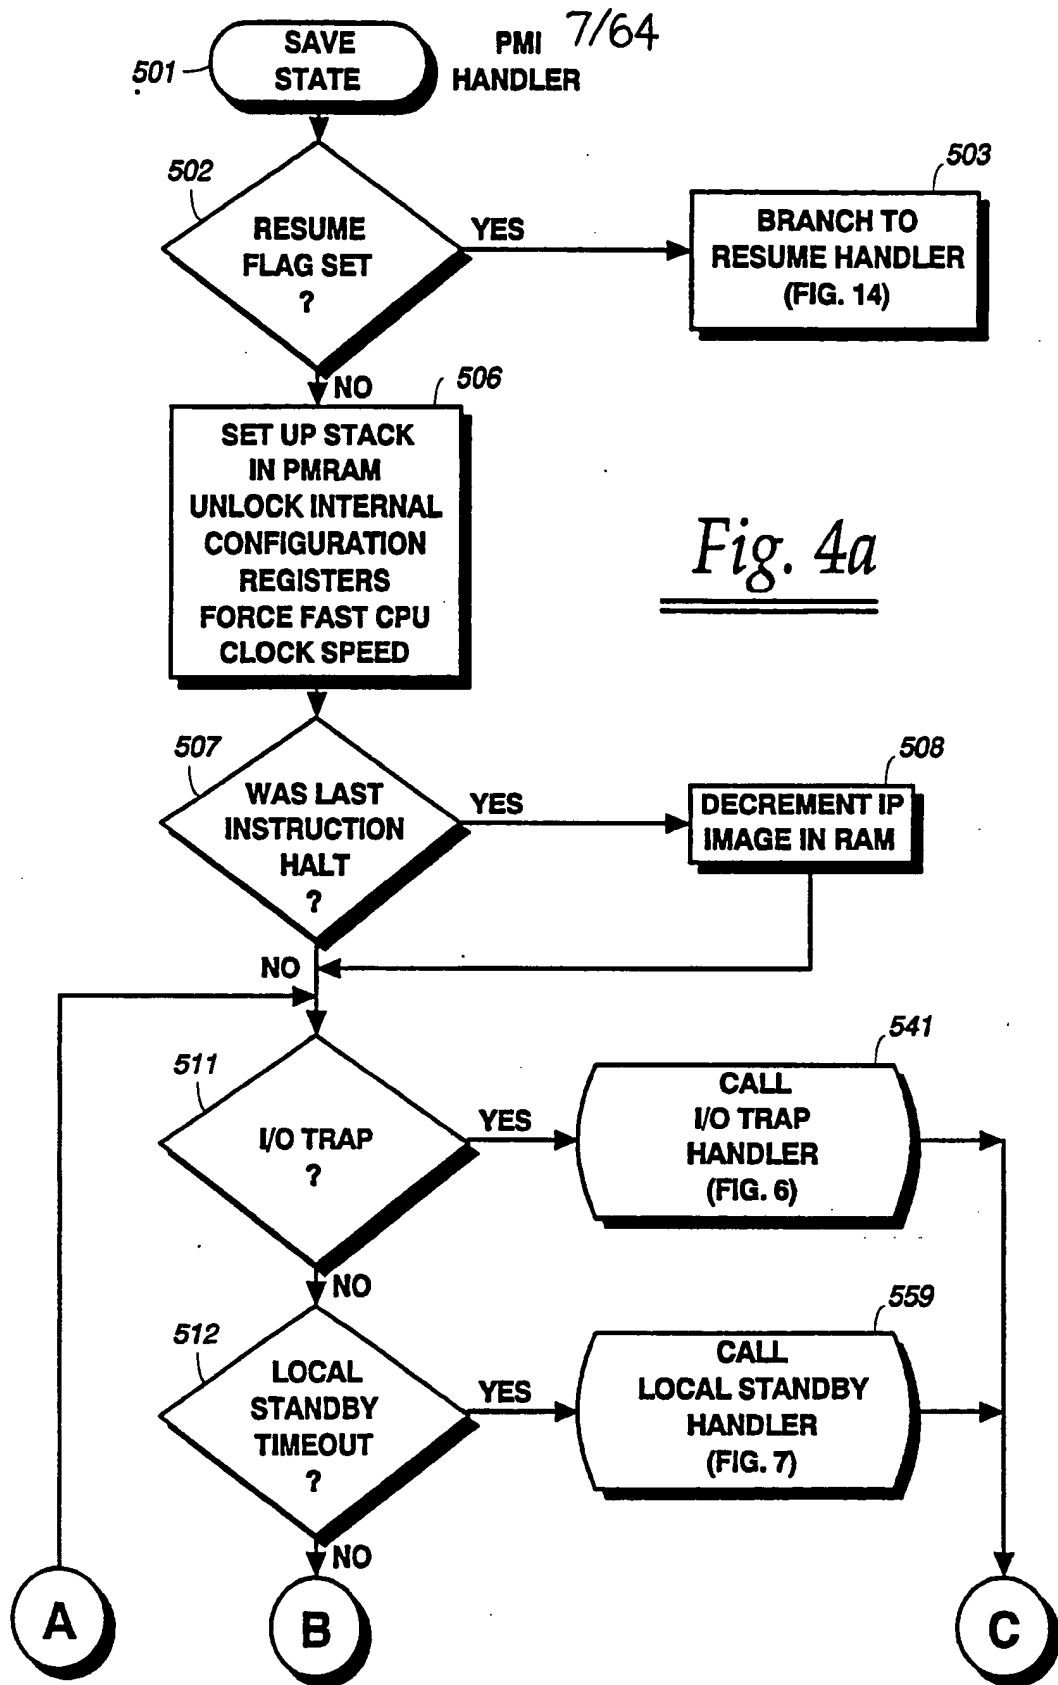 7/64
SAVE
STATE
501
PMI
HANDLER
502
RESUME
FLAG SET
?
YES
503
BRANCH TO
RESUME HANDLER
(FIG. 14)
NO
506
SET UP STACK
IN PMRAM
UNLOCK INTERNAL
CONFIGURATION
REGISTERS
FORCE FAST CPU
CLOCK SPEED
Fig. 4a
507
WAS LAST
INSTRUCTION
HALT
?
YES
508
DECREMENT IP
IMAGE IN RAM
NO
511
I/O TRAP
?
YES
541
CALL
I/O TRAP
HANDLER
(FIG. 6)
NO
512
LOCAL
STANDBY
TIMEOUT
?
YES
559
CALL
LOCAL STANDBY
HANDLER
(FIG. 7)
NO
A
B
C